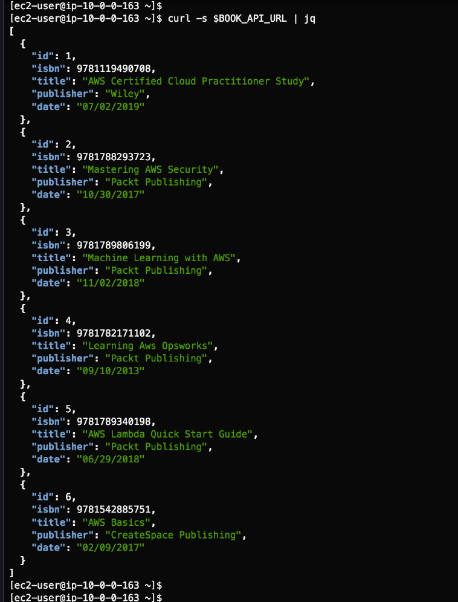 [ec2-user@ip-10-0-0-163 ~]$
[ec2-user@ip-10-0-0-163 ~]$ curl -s $BOOK_API_URL | jq
[
  {
    "id": 1,
    "isbn": 9781119490708,
    "title": "AWS Certified Cloud Practitioner Study",
    "publisher": "Wiley",
    "date": "07/02/2019"
  },
  {
    "id": 2,
    "isbn": 9781788293723,
    "title": "Mastering AWS Security",
    "publisher": "Packt Publishing",
    "date": "10/30/2017"
  },
  {
    "id": 3,
    "isbn": 9781789806199,
    "title": "Machine Learning with AWS",
    "publisher": "Packt Publishing",
    "date": "11/02/2018"
  },
  {
    "id": 4,
    "isbn": 9781782171102,
    "title": "Learning Aws Opsworks",
    "publisher": "Packt Publishing",
    "date": "09/10/2013"
  },
  {
    "id": 5,
    "isbn": 9781789340198,
    "title": "AWS Lambda Quick Start Guide",
    "publisher": "Packt Publishing",
    "date": "06/29/2018"
  },
  {
    "id": 6,
    "isbn": 9781542885751,
    "title": "AWS Basics",
    "publisher": "CreateSpace Publishing",
    "date": "02/09/2017"
  }
]
[ec2-user@ip-10-0-0-163 ~]$
[ec2-user@ip-10-0-0-163 ~]$